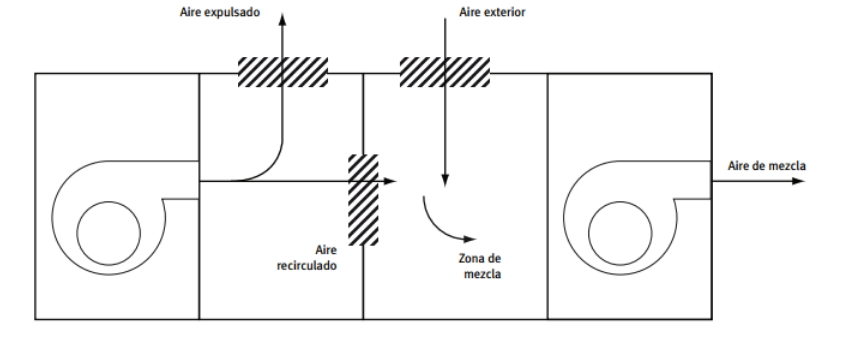 Aire expulsado
Aire exterior
Aire de mezcla
Aire
recirculado
Zona de
mezcla